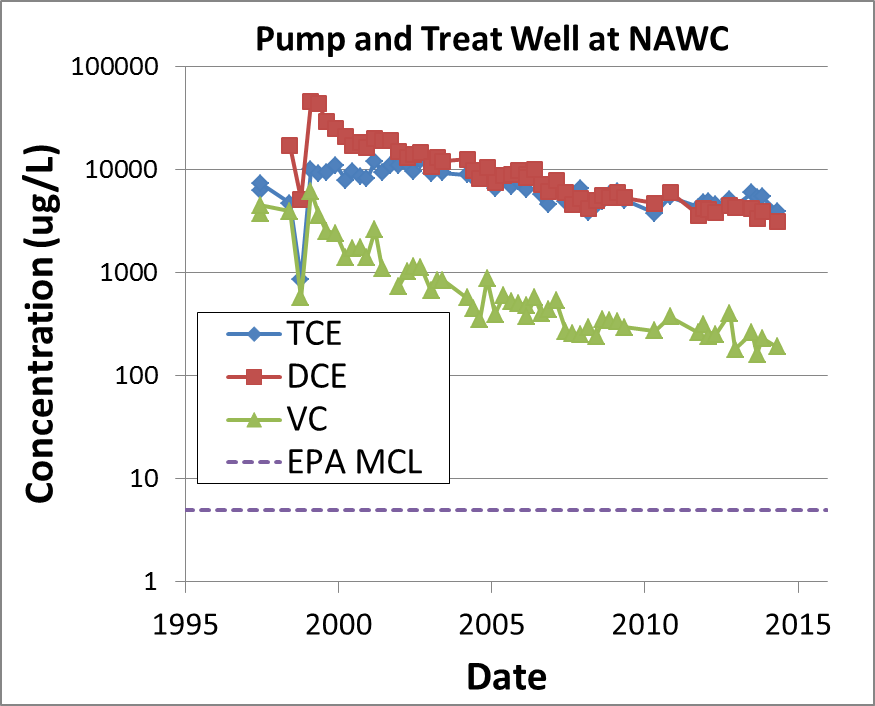 Pump and Treat Well at NAWC
100000
10000
1000
100
10
1
Concentration (ug/L)
TCE
DCE
VC
EPA MCL
1995 2000 2005 2010 2015
Date